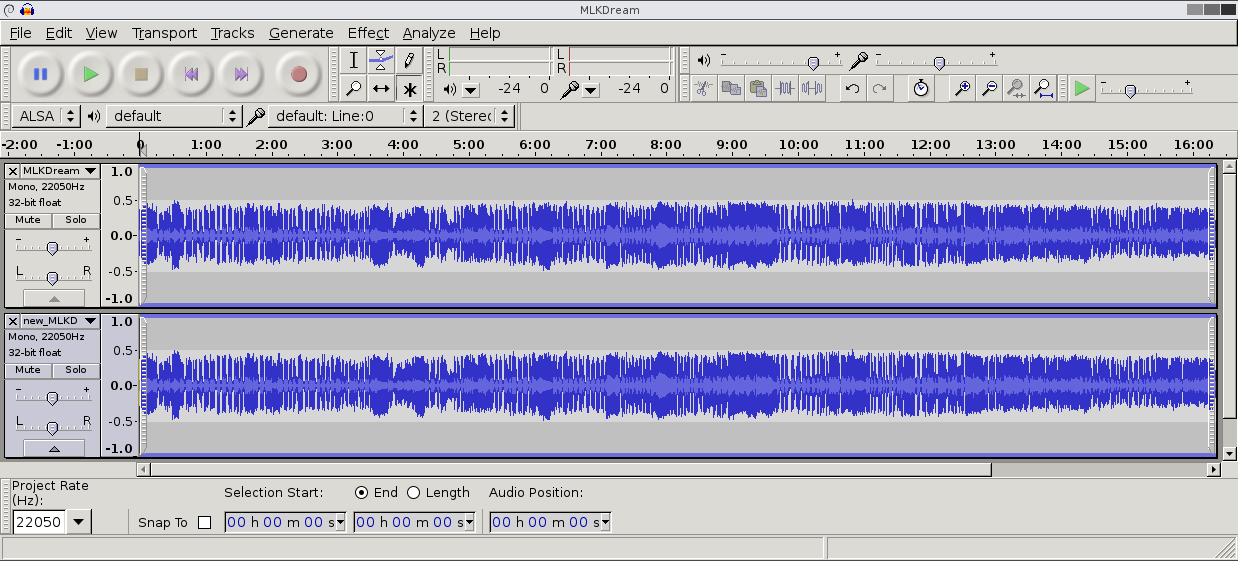 MLKDream
File Edit View Transport Tracks Generate Effect Analyze Help
L R L R - + - +
-24 0 -24 0 - +
ALSA default default: Line:0 2 (Sterec
-2:00 -1:00 0 1:00 2:00 3:00 4:00 5:00 6:00 7:00 8:00 9:00 10:00 11:00 12:00 13:00 14:00 15:00 16:00
MLKDream
Mono, 22050Hz
32-bit float
Mute Solo
- +
L R
1.0
0.5
0.0
-0.5
-1.0
new_MLKD
Mono, 22050Hz
32-bit float
Mute Solo
- +
L R
1.0
0.5
0.0
-0.5
-1.0
Project Rate
(Hz):
22050
Selection Start: End Length Audio Position:
Snap To 00 h 00 m 00 s 00 h 00 m 00 s 00 h 00 m 00 s